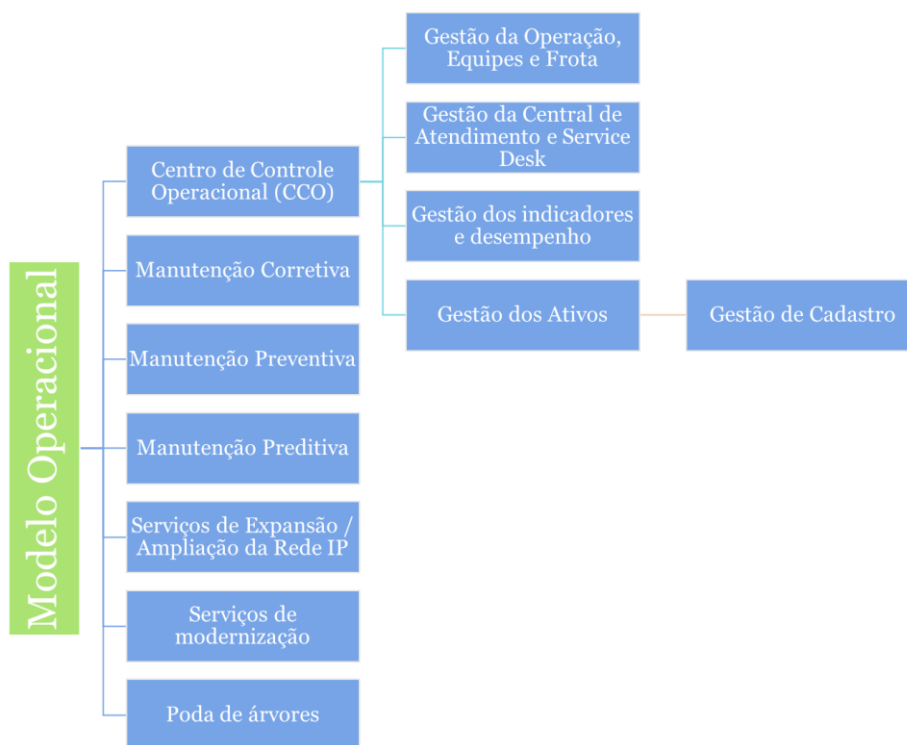 Modelo Operacional
Centro de Controle
Operacional (CCO)
Gestão da Operação,
Equipes e Frota
Gestão da Central de
Atendimento e Service
Desk
Gestão dos indicadores
e desempenho
Gestão dos Ativos
Gestão de Cadastro
Manutenção Corretiva
Manutenção Preventiva
Manutenção Preditiva
Serviços de Expansão /
Ampliação da Rede IP
Serviços de
modernização
Poda de árvores